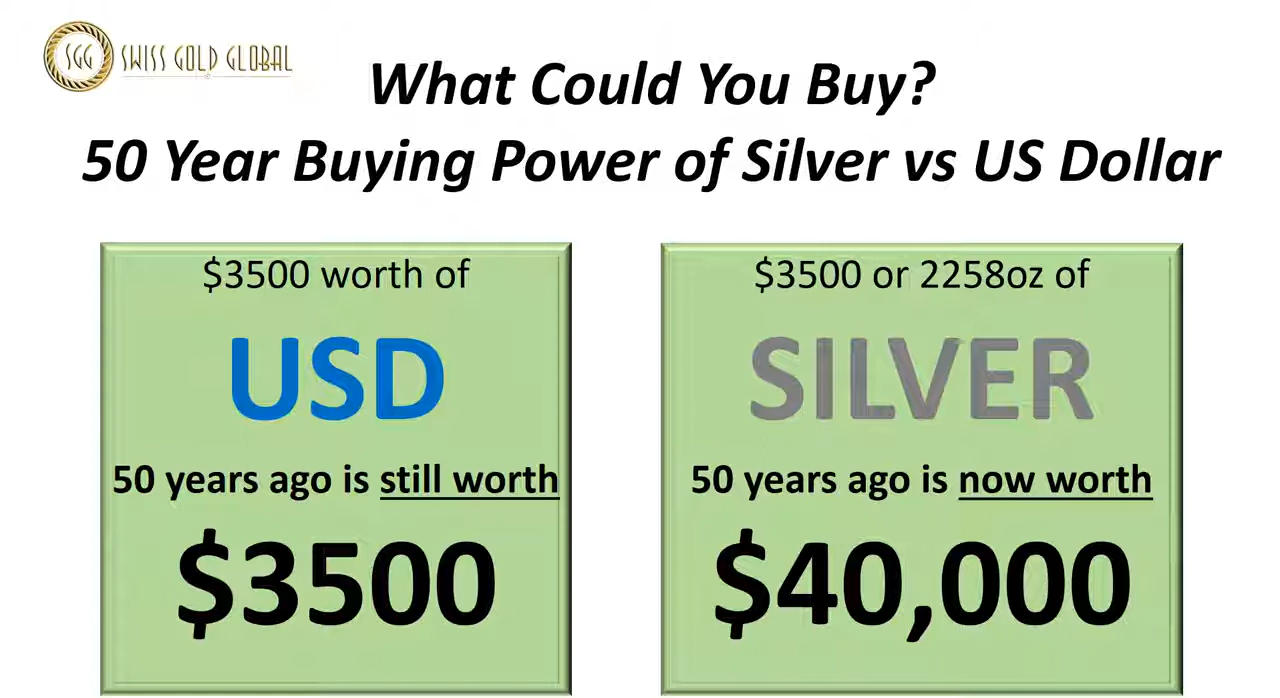 SGG SWISS GOLD GLOBAL
What Could You Buy?
50 Year Buying Power of Silver vs US Dollar
$3500 worth of
USD
50 years ago is still worth
$3500
$3500 or 2258oz of
SILVER
50 years ago is now worth
$40,000